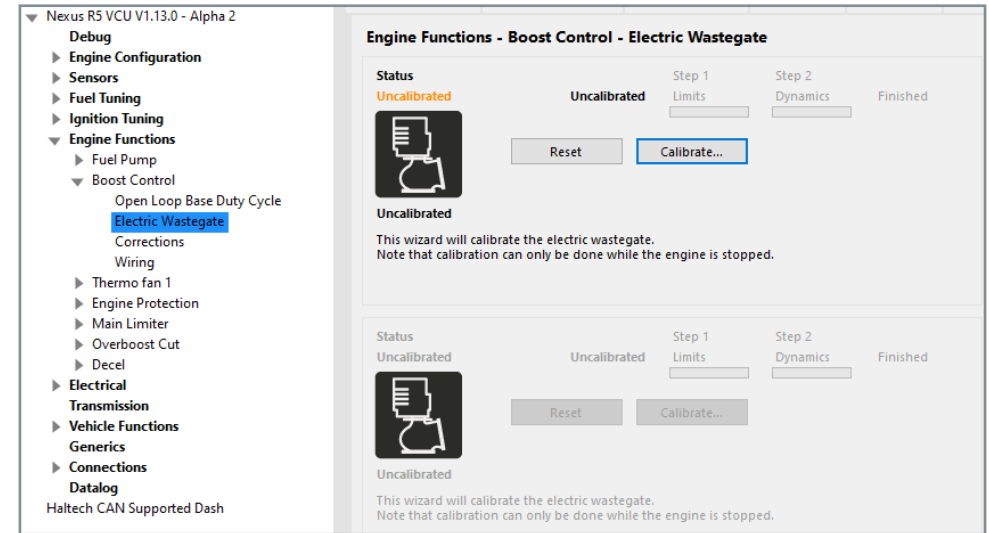 Nexus R5 VCU V1.13.0 - Alpha 2
Debug
Engine Configuration
Sensors
Fuel Tuning
Ignition Tuning
Engine Functions
Fuel Pump
Boost Control
Open Loop Base Duty Cycle
Electric Wastegate
Corrections
Wiring
Thermo fan 1
Engine Protection
Main Limiter
Overboost Cut
Decel
Electrical
Transmission
Vehicle Functions
Generics
Connections
Datalog
Haltech CAN Supported Dash
Engine Functions - Boost Control - Electric Wastegate
Status Step 1 Step 2
Uncalibrated Uncalibrated Limits Dynamics Finished
Reset Calibrate...
Uncalibrated
This wizard will calibrate the electric wastegate.
Note that calibration can only be done while the engine is stopped.
Status Step 1 Step 2
Uncalibrated Uncalibrated Limits Dynamics Finished
Reset Calibrate...
Uncalibrated
This wizard will calibrate the electric wastegate.
Note that calibration can only be done while the engine is stopped.